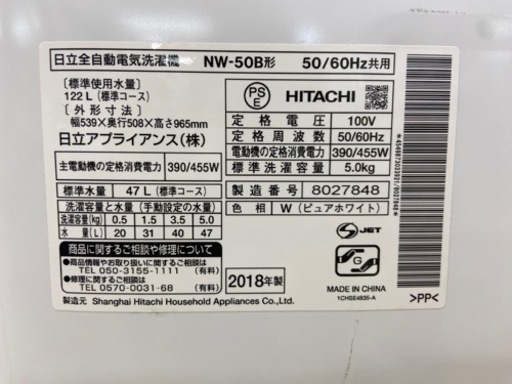 日立全自動電気洗濯機 NW-50B形 50/60Hz共用
[標準使用水量]
122L(標準コース)
[外形寸法]
幅539×奥行508×高さ965mm
日立アプライアンス(株)
主電動機の定格消費電力 390/455W
標準水量 47L(標準コース)
洗濯容量と水量(手動設定の水量)
洗濯容量(kg) 0.5 1.5 3.5 5.0
水量(L) 20 31 40 47
商品に関するご相談や修理について
●商品情報やお取り扱いに関するご相談は
TEL 050-3155-1111 (有料)
●修理に関するご相談は
TEL 0570-0031-68 (有料)
製造元 Shanghai Hitachi Household Appliances Co., Ltd.
PS
E
HITACHI
定格電圧 100V
定格周波数 50/60Hz
電動機の定格消費電力 390/455W
標準洗濯容量 5.0kg
製造番号 8027848
色相 W(ピュアホワイト)
S-JET
2018年製
G
MADE IN CHINA
1CHSE4835-A
>PP<